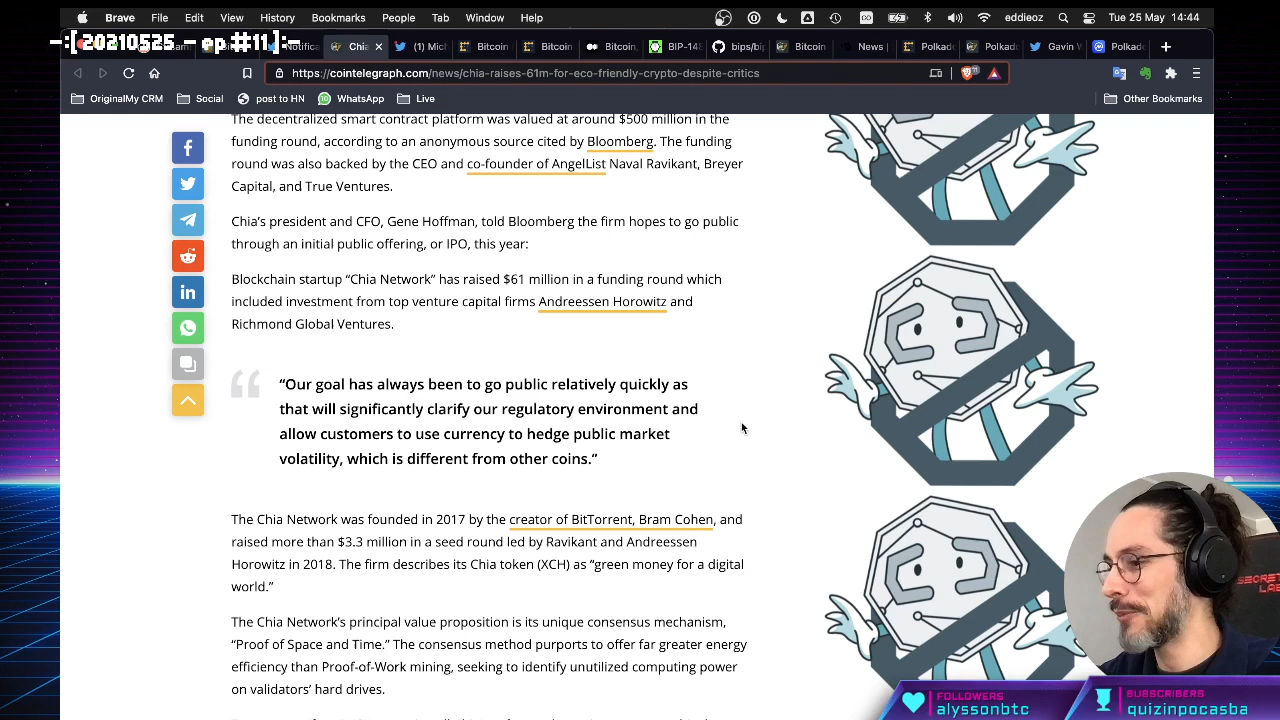 Brave File Edit View History Bookmarks People Tab Window Help
eddieoz Tue 25 May 14:44
-=[20210525 - ep #11]=-
Chia Bitcoin Bitcoin Bitcoin, BIP-148 bips/bip Bitcoin News Polkad Polkad Gavin W Polkad
https://cointelegraph.com/news/chia-raises-61m-for-eco-friendly-crypto-despite-critics
OriginalMy CRM Social post to HN WhatsApp Live Other Bookmarks
The decentralized smart contract platform was valued at around $500 million in the
funding round, according to an anonymous source cited by Bloomberg. The funding
round was also backed by the CEO and co-founder of AngelList Naval Ravikant, Breyer
Capital, and True Ventures.
Chia's president and CFO, Gene Hoffman, told Bloomberg the firm hopes to go public
through an initial public offering, or IPO, this year:
Blockchain startup "Chia Network" has raised $61 million in a funding round which
included investment from top venture capital firms Andreessen Horowitz and
Richmond Global Ventures.
"Our goal has always been to go public relatively quickly as
that will significantly clarify our regulatory environment and
allow customers to use currency to hedge public market
volatility, which is different from other coins."
The Chia Network was founded in 2017 by the creator of BitTorrent, Bram Cohen, and
raised more than $3.3 million in a seed round led by Ravikant and Andreessen
Horowitz in 2018. The firm describes its Chia token (XCH) as "green money for a digital
world."
The Chia Network's principal value proposition is its unique consensus mechanism,
"Proof of Space and Time." The consensus method purports to offer far greater energy
efficiency than Proof-of-Work mining, seeking to identify unutilized computing power
on validators' hard drives.
SECRET
LAB
FOLLOWERS
alyssonbtc
SUBSCRIBERS
quizinpocasba